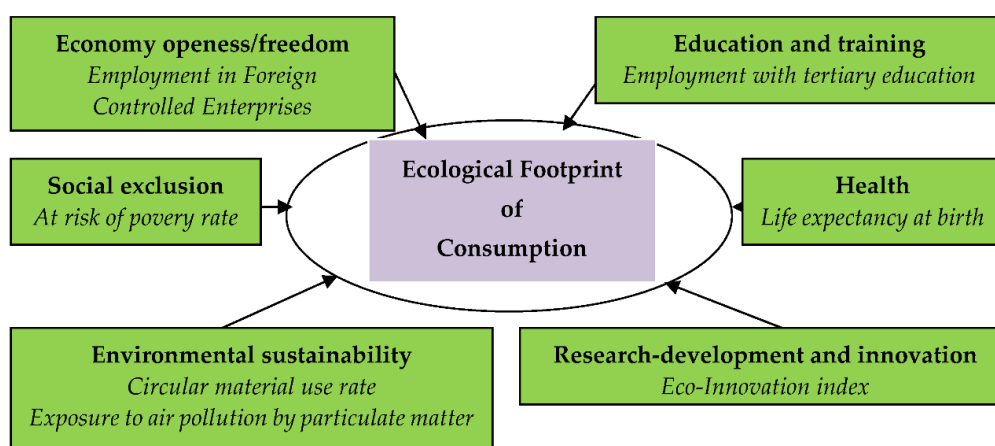 Economy openess/freedom
Employment in Foreign
Controlled Enterprises
Education and training
Employment with tertiary education
Social exclusion
At risk of povery rate
Ecological Footprint
of
Consumption
Health
Life expectancy at birth
Environmental sustainability
Circular material use rate
Exposure to air pollution by particulate matter
Research-development and innovation
Eco-Innovation index